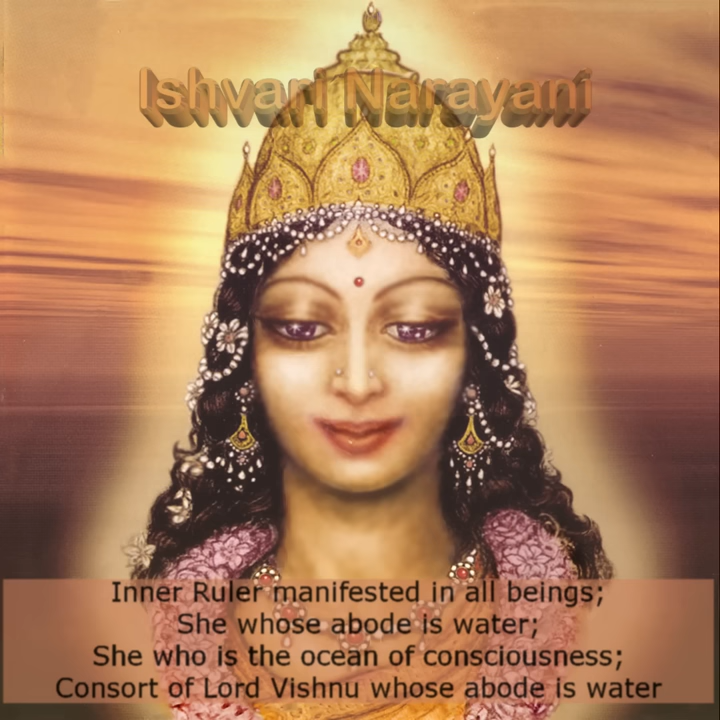 Ishvari Narayani
Inner Ruler manifested in all beings;
She whose abode is water;
She who is the ocean of consciousness;
Consort of Lord Vishnu whose abode is water